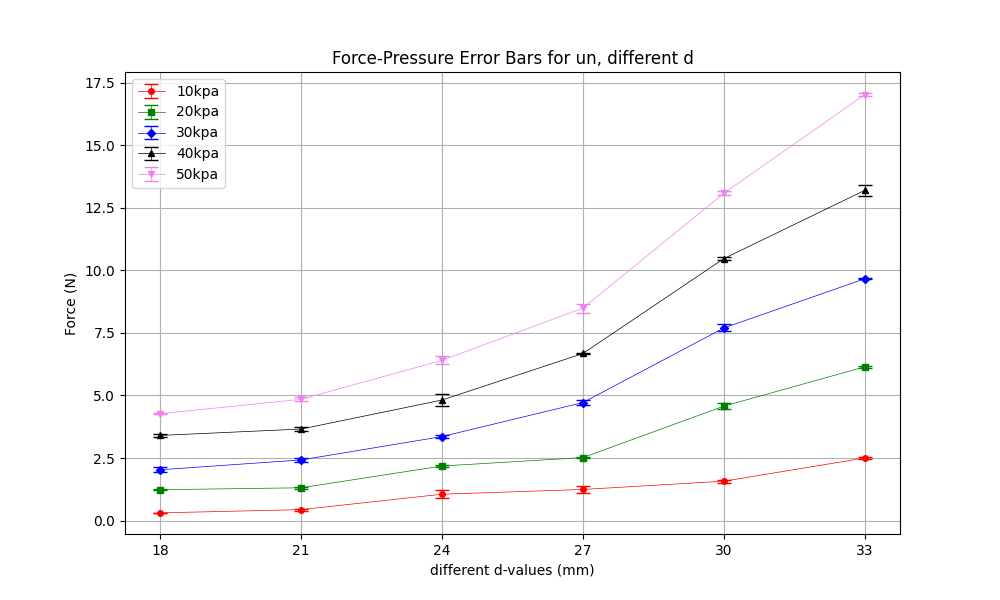 Force-Pressure Error Bars for un, different d
17.5
15.0
12.5
10.0
7.5
5.0
2.5
0.0
Force (N)
10kpa
20kpa
30kpa
40kpa
50kpa
18 21 24 27 30 33
different d-values (mm)